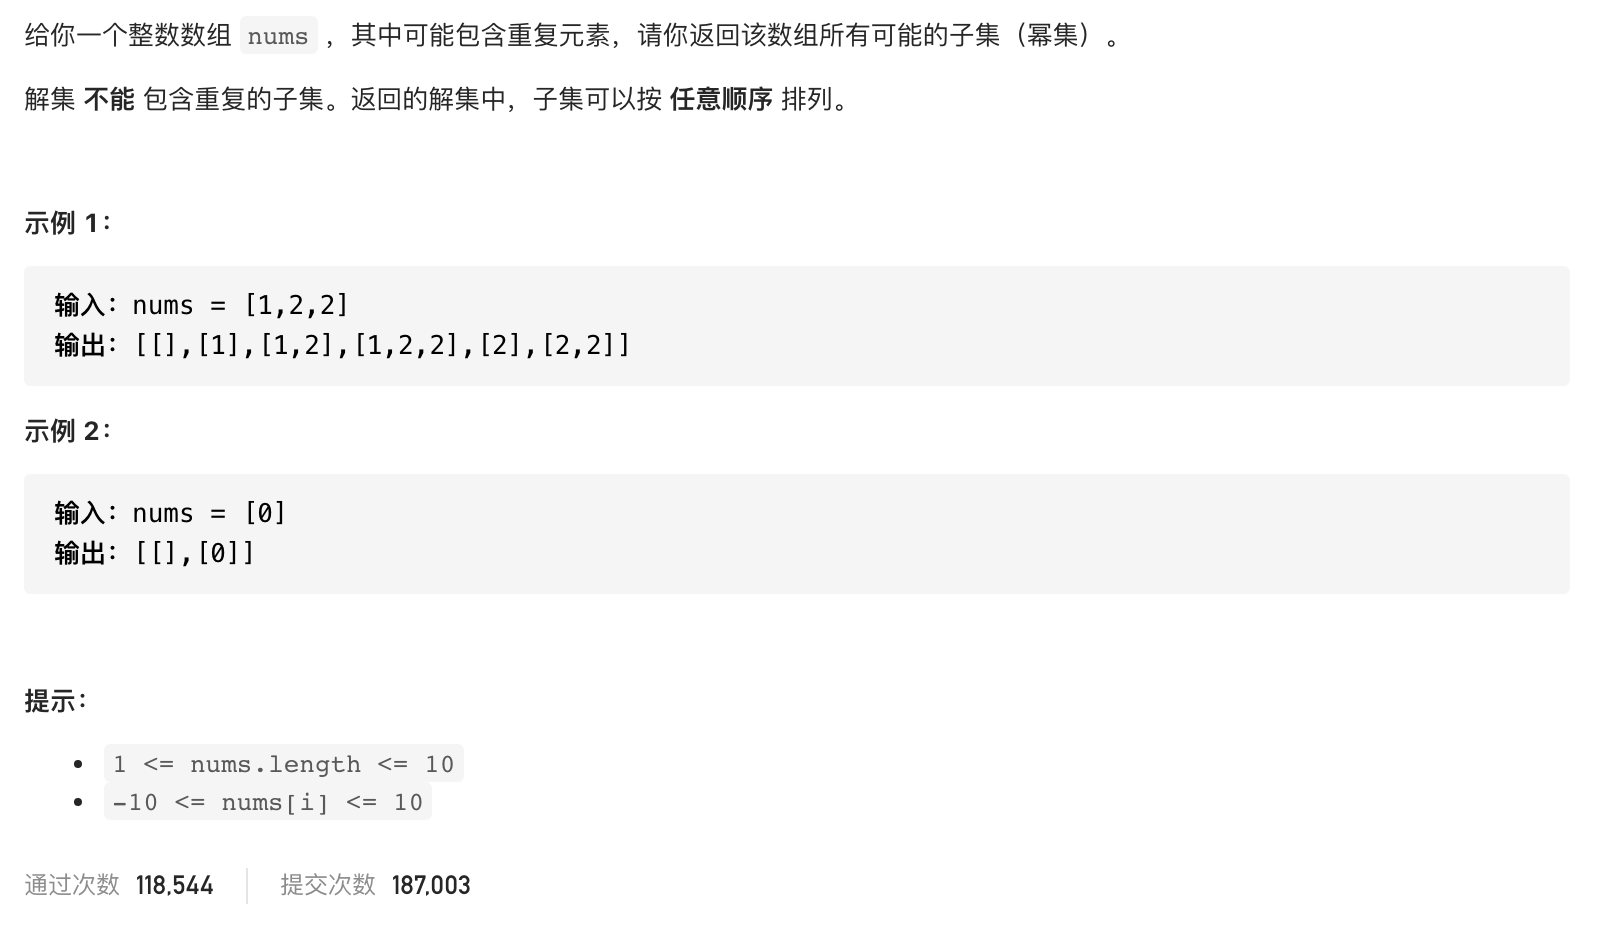 给你一个整数数组 nums ，其中可能包含重复元素，请你返回该数组所有可能的子集（幂集）。
解集 不能 包含重复的子集。返回的解集中，子集可以按 任意顺序 排列。
示例 1：
输入：nums = [1,2,2]
输出：[[],[1],[1,2],[1,2,2],[2],[2,2]]
示例 2：
输入：nums = [0]
输出：[[],[0]]
提示：
1 <= nums.length <= 10
-10 <= nums[i] <= 10
通过次数 118,544 提交次数 187,003